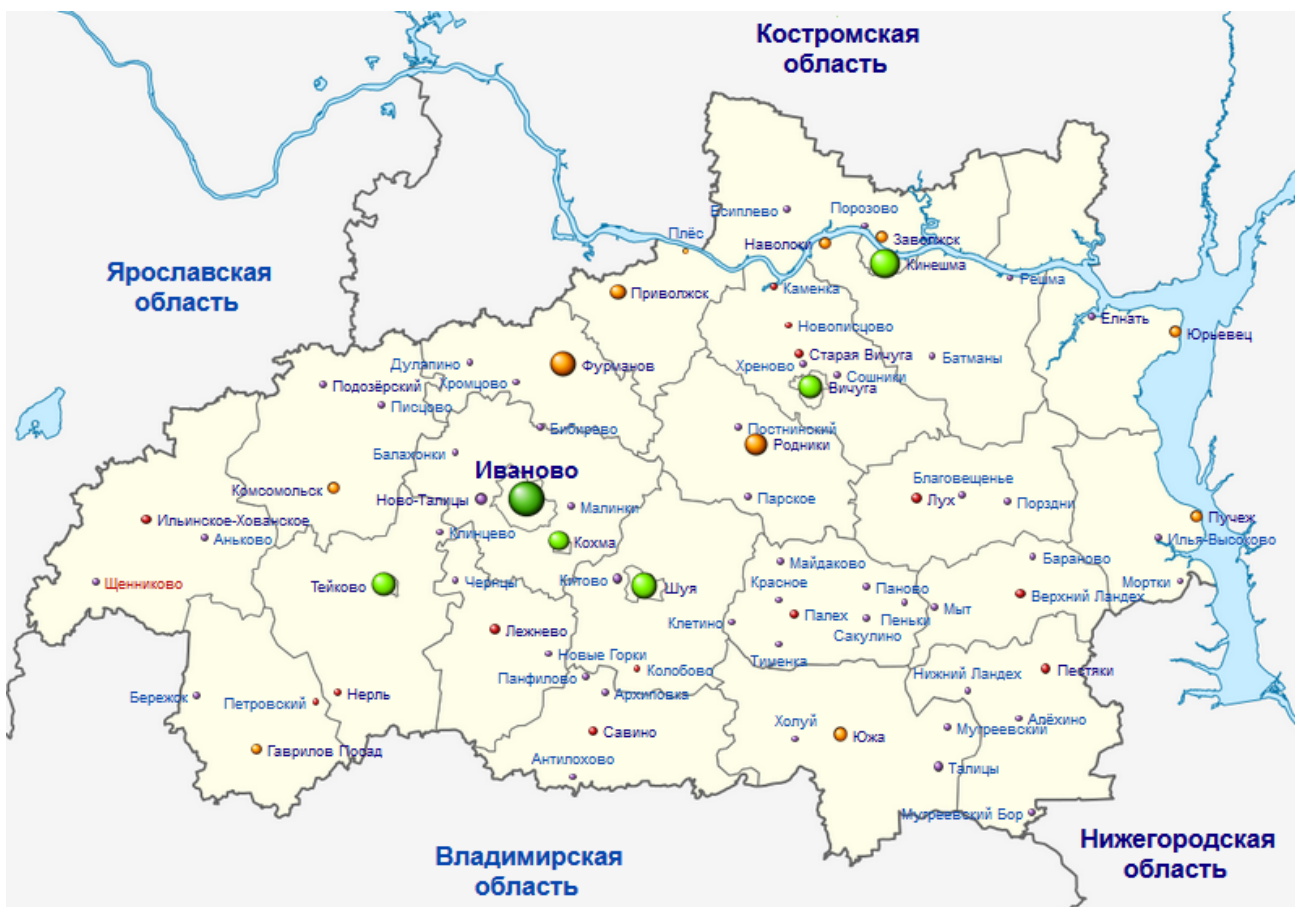 Костромская
область
Есиплево
Порозово
Плёс
Наволоки
Заволжск
Кинешма
Ярославская
область
Решма
Каменка
Приволжск
Елнать
Юрьевец
Новописцово
Старая Вичуга
Батманы
Дулапино
Фурманов
Хреново
Сошники
Вичуга
Подозёрский
Хромцово
Писцово
Бибирево
Постнинский
Родники
Балахонки
Иваново
Благовещенье
Комсомольск
Ново-Талицы
Малинки
Парское
Лух
Порздни
Ильинское-Хованское
Пучеж
Аньково
Клинцево
Кохма
Илья-Высоково
Майдаково
Бараново
Щенниково
Тейково
Чернцы
Китово
Шуя
Красное
Паново
Мортки
Верхний Ландех
Мыт
Лежнево
Клетино
Палех
Пеньки
Сакулино
Новые Горки
Тименка
Колобово
Нижний Ландех
Пестяки
Панфилово
Бережок
Петровский
Нерль
Архиповка
Холуй
Алёхино
Мугреевский
Савино
Южа
Гаврилов Посад
Антилохово
Талицы
Мугреевский Бор
Владимирская
область
Нижегородская
область